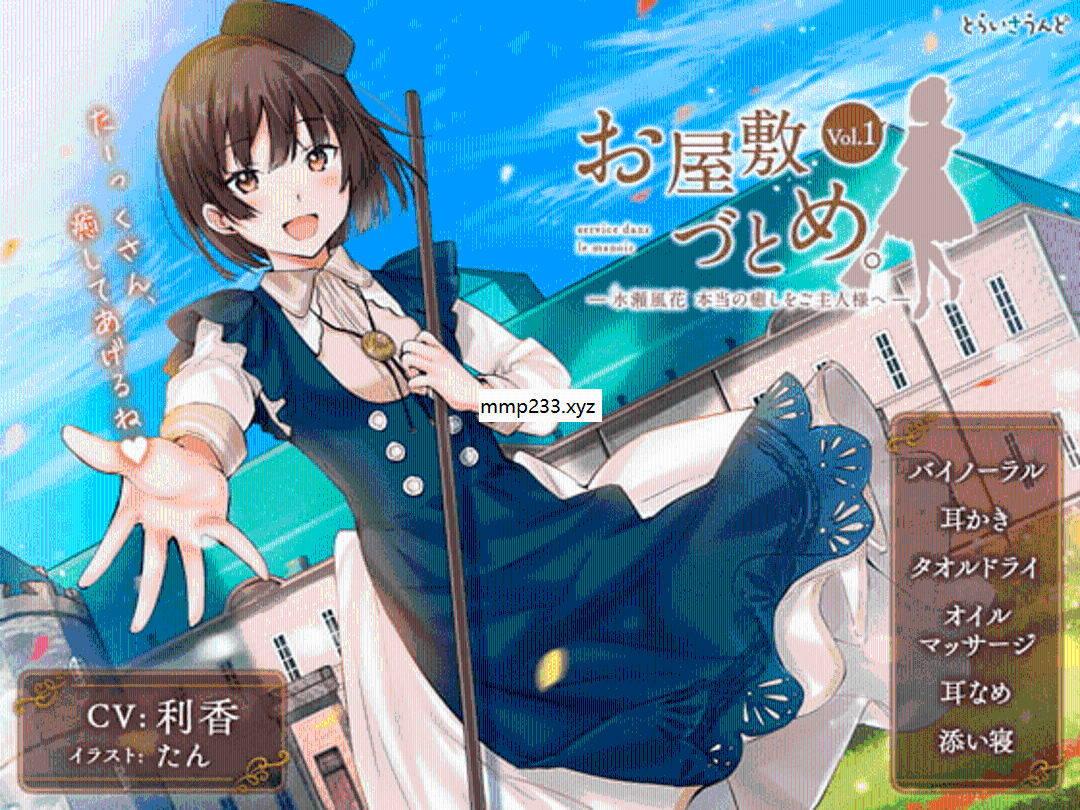 とらいさうんど
お屋敷
Vol.1
づとめ。
service dans
le manoir
― 水瀬風花 本当の癒しをご主人様へ ―
たーっくさん、
癒してあげるね
mmp233.xyz
バイノーラル
耳かき
タオルドライ
オイル
マッサージ
耳なめ
添い寝
CV:利香
イラスト:たん